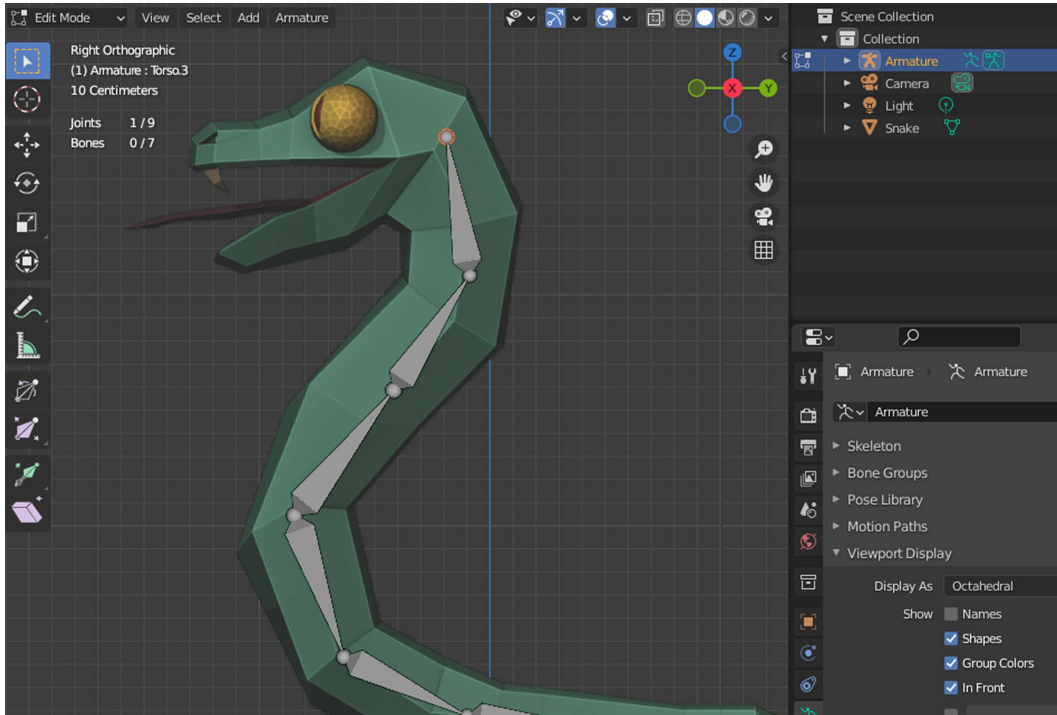 Edit Mode View Select Add Armature
Right Orthographic
(1) Armature : Torso.3
10 Centimeters
Joints 1/9
Bones 0/7
Z
X
Y
Scene Collection
Collection
Armature
Camera
Light
Snake
Armature Armature
Armature
Skeleton
Bone Groups
Pose Library
Motion Paths
Viewport Display
Display As Octahedral
Show Names
Shapes
Group Colors
In Front